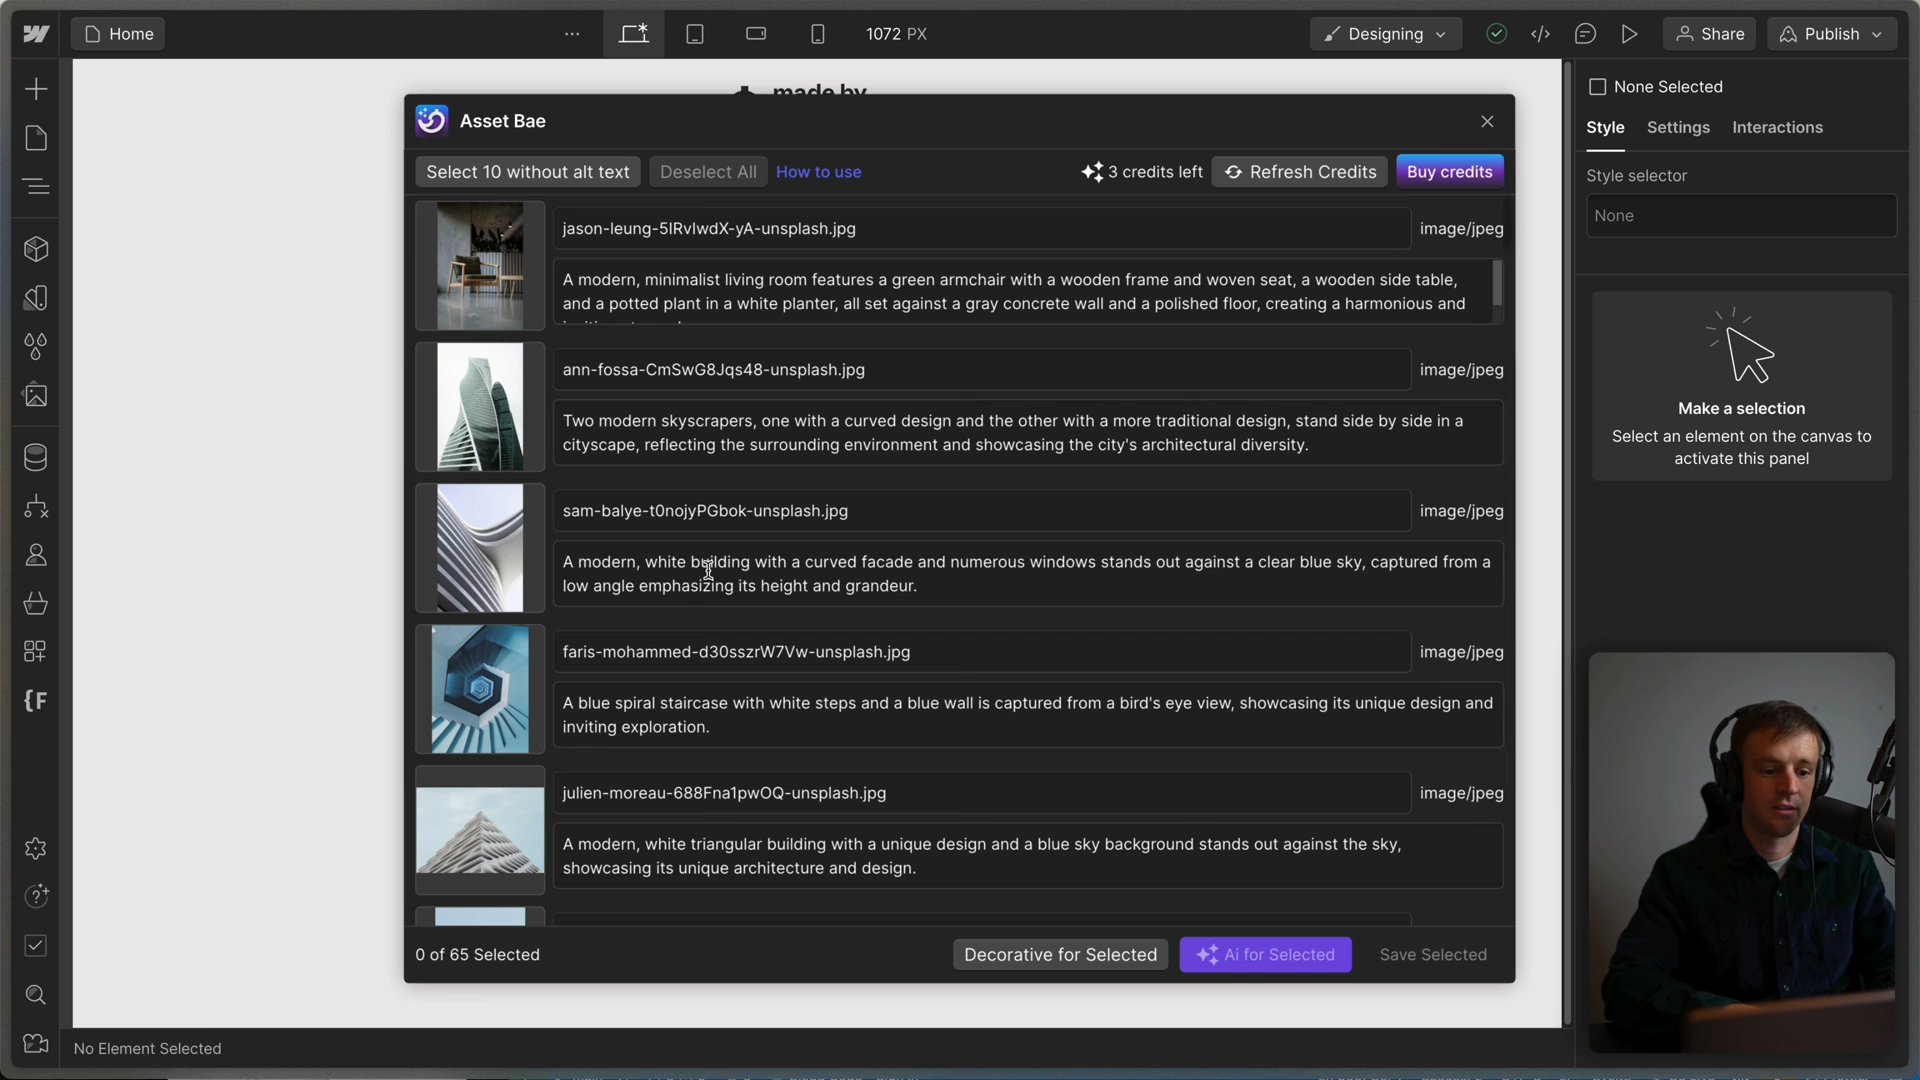 Home
...
1072 PX
Designing
Share
Publish
made by
Asset Bae
Select 10 without alt text
Deselect All
How to use
3 credits left
Refresh Credits
Buy credits
jason-leung-5IRvIwdX-yA-unsplash.jpg
image/jpeg
A modern, minimalist living room features a green armchair with a wooden frame and woven seat, a wooden side table,
and a potted plant in a white planter, all set against a gray concrete wall and a polished floor, creating a harmonious and
ann-fossa-CmSwG8Jqs48-unsplash.jpg
image/jpeg
Two modern skyscrapers, one with a curved design and the other with a more traditional design, stand side by side in a
cityscape, reflecting the surrounding environment and showcasing the city's architectural diversity.
sam-balye-t0nojyPGbok-unsplash.jpg
image/jpeg
A modern, white building with a curved facade and numerous windows stands out against a clear blue sky, captured from a
low angle emphasizing its height and grandeur.
faris-mohammed-d30sszrW7Vw-unsplash.jpg
image/jpeg
A blue spiral staircase with white steps and a blue wall is captured from a bird's eye view, showcasing its unique design and
inviting exploration.
julien-moreau-688Fna1pwOQ-unsplash.jpg
image/jpeg
A modern, white triangular building with a unique design and a blue sky background stands out against the sky,
showcasing its unique architecture and design.
0 of 65 Selected
Decorative for Selected
Ai for Selected
Save Selected
None Selected
Style
Settings
Interactions
Style selector
None
Make a selection
Select an element on the canvas to
activate this panel
No Element Selected